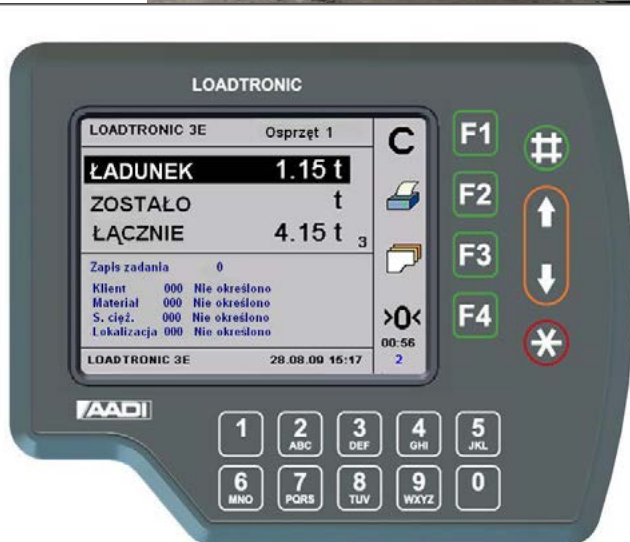 LOADTRONIC
LOADTRONIC 3E Osprzęt 1
ŁADUNEK 1.15 t
ZOSTAŁO t
ŁĄCZNIE 4.15 t 3
Zapis zadania 0
Klient 000 Nie określono
Materiał 000 Nie określono
S. cięż. 000 Nie określono
Lokalizacja 000 Nie określono
LOADTRONIC 3E 28.08.09 15:17
C
>0<
00:56
2
F1
F2
F3
F4
#
*
AADI
1 2 3 4 5
ABC DEF GHI JKL
6 7 8 9 0
MNO PQRS TUV WXYZ